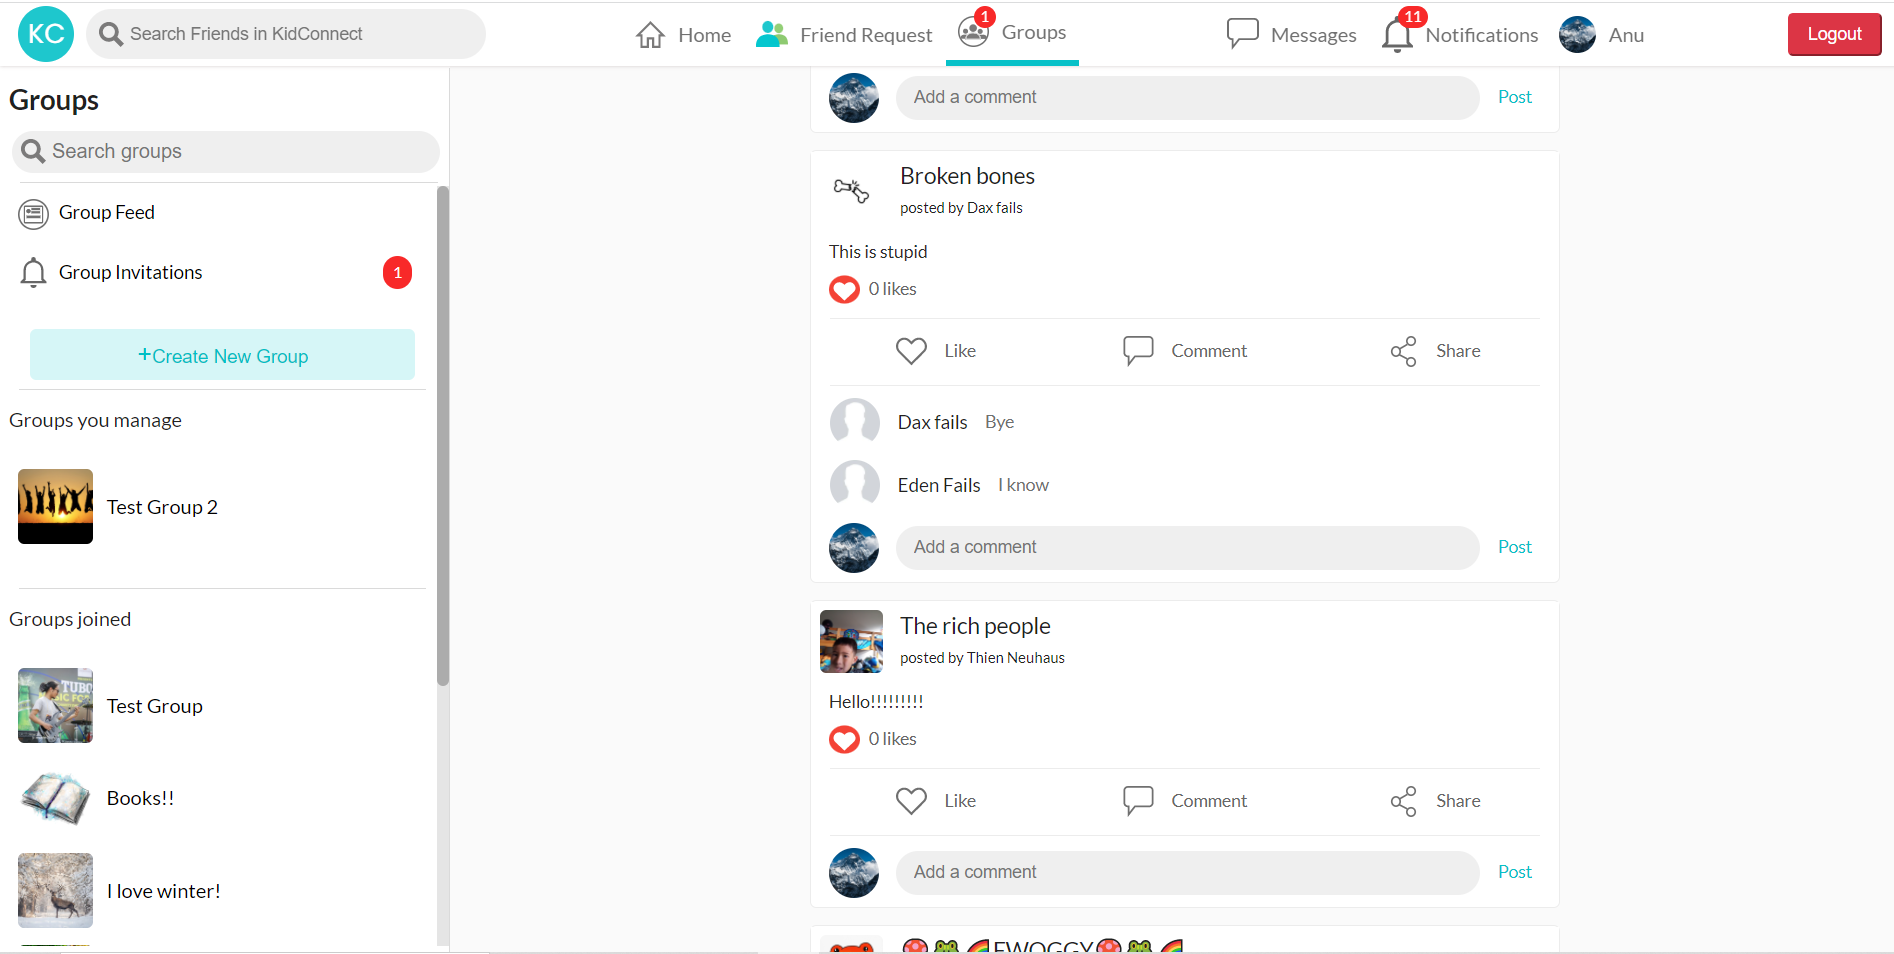 KC
Search Friends in KidConnect
Home
Friend Request
1
Groups
Messages
11
Notifications
Anu
Logout
Groups
Search groups
Group Feed
Group Invitations
1
+Create New Group
Groups you manage
Test Group 2
Groups joined
Test Group
Books!!
I love winter!
Add a comment
Post
Broken bones
posted by Dax fails
This is stupid
0 likes
Like
Comment
Share
Dax fails Bye
Eden Fails I know
Add a comment
Post
The rich people
posted by Thien Neuhaus
Hello!!!!!!!!!
0 likes
Like
Comment
Share
Add a comment
Post
🍄🐸🌈FWOGGY🍄🐸🌈